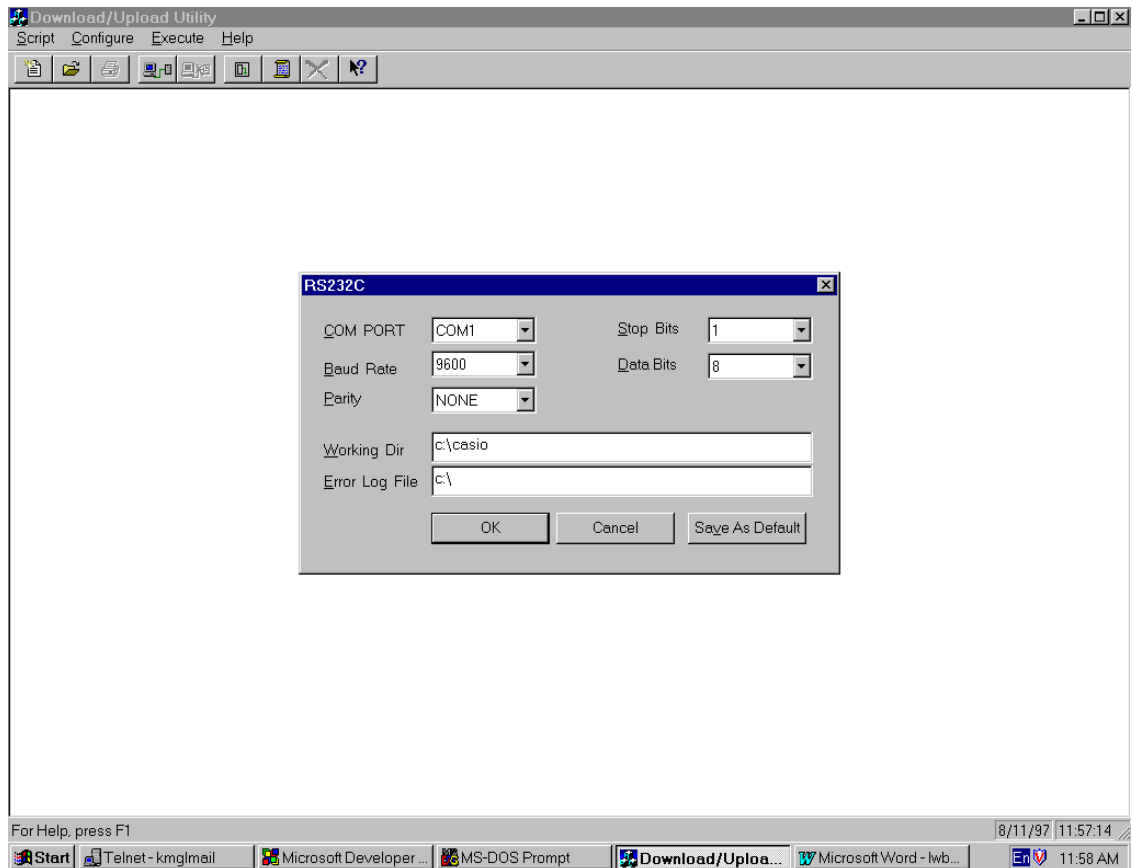 Download/Upload Utility
Script Configure Execute Help
RS232C
COM PORT COM1 Stop Bits 1
Baud Rate 9600 Data Bits 8
Parity NONE
Working Dir c:\casio
Error Log File c:\
OK Cancel Save As Default
For Help, press F1 8/11/97 11:57:14
Start Telnet - kmglmail Microsoft Developer ... MS-DOS Prompt Download/Uploa... Microsoft Word - lwb... En 11:58 AM